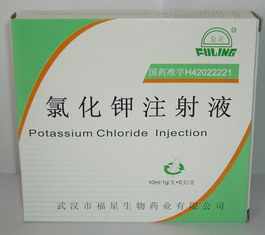 FULING
国药准字H42022221
氯化钾注射液
Potassium Chloride Injection
10ml:1g/支×5支/盒
武汉市福星生物药业有限公司